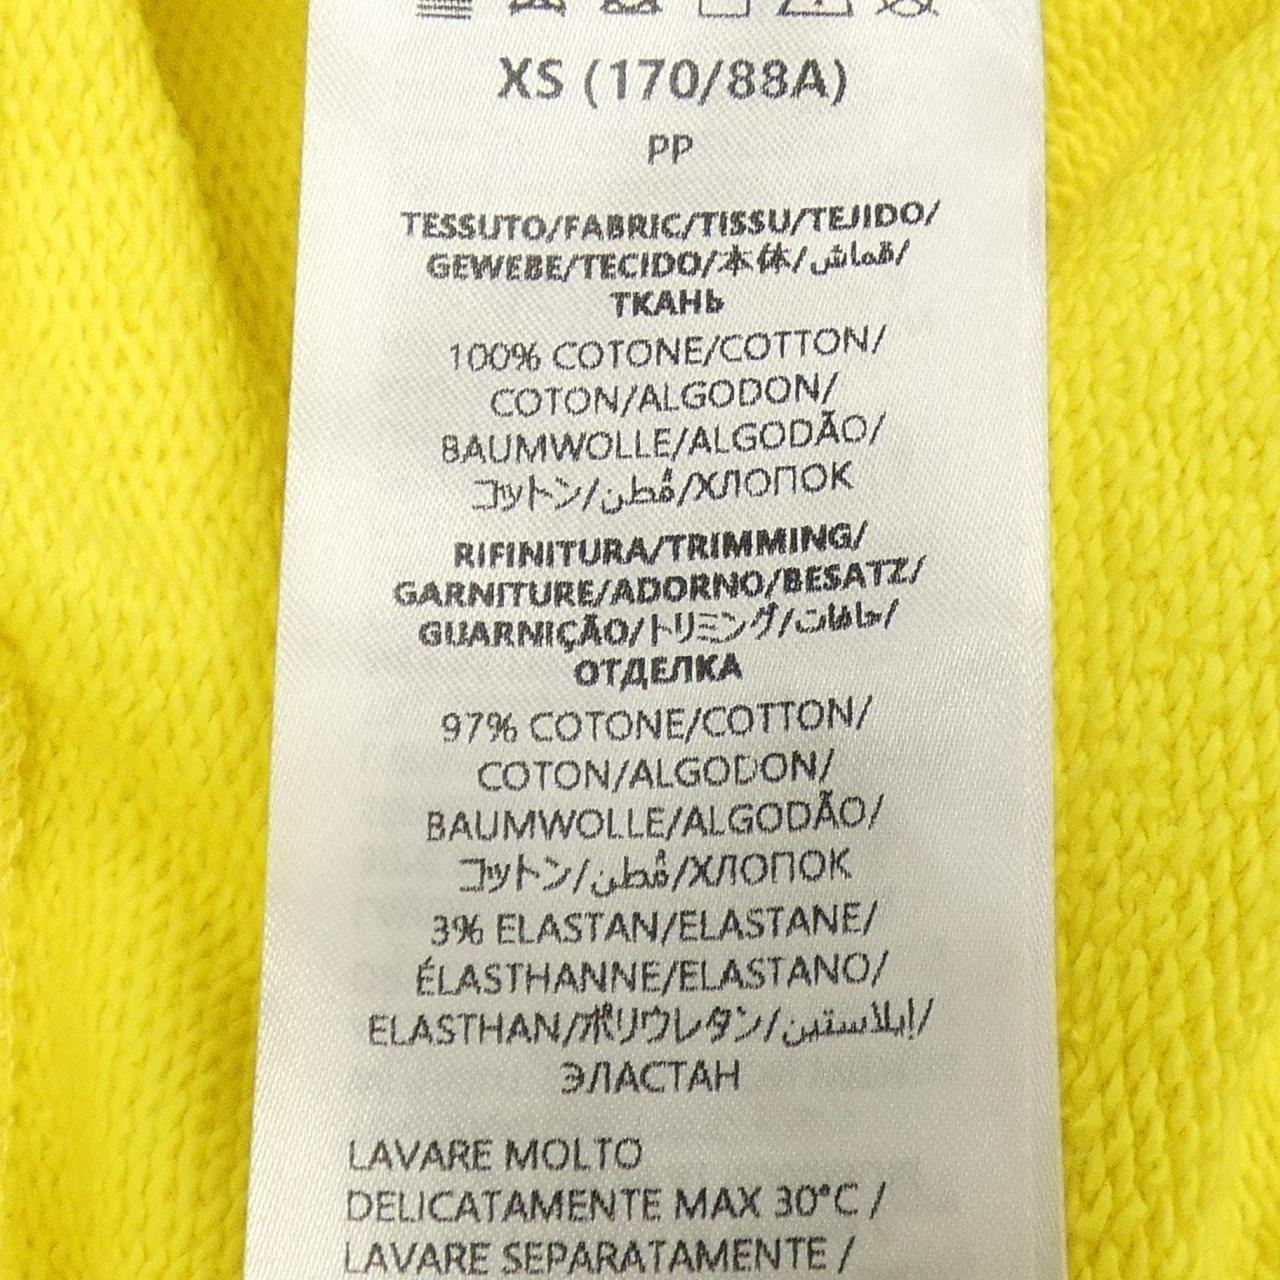 XS (170/88A)
PP
TESSUTO/FABRIC/TISSU/TEJIDO/
GEWEBE/TECIDO/本体/قماش/
ТКАНЬ
100% COTONE/COTTON/
COTON/ALGODON/
BAUMWOLLE/ALGODÃO/
コットン/قُطن/ХЛОПОК
RIFINITURA/TRIMMING/
GARNITURE/ADORNO/BESATZ/
GUARNIÇÃO/トリミング/حافات/
ОТДЕЛКА
97% COTONE/COTTON/
COTON/ALGODON/
BAUMWOLLE/ALGODÃO/
コットン/قُطن/ХЛОПОК
3% ELASTAN/ELASTANE/
ÉLASTHANNE/ELASTANO/
ELASTHAN/ポリウレタン/إيلاستين/
ЭЛАСТАН
LAVARE MOLTO
DELICATAMENTE MAX 30°C /
LAVARE SEPARATAMENTE /